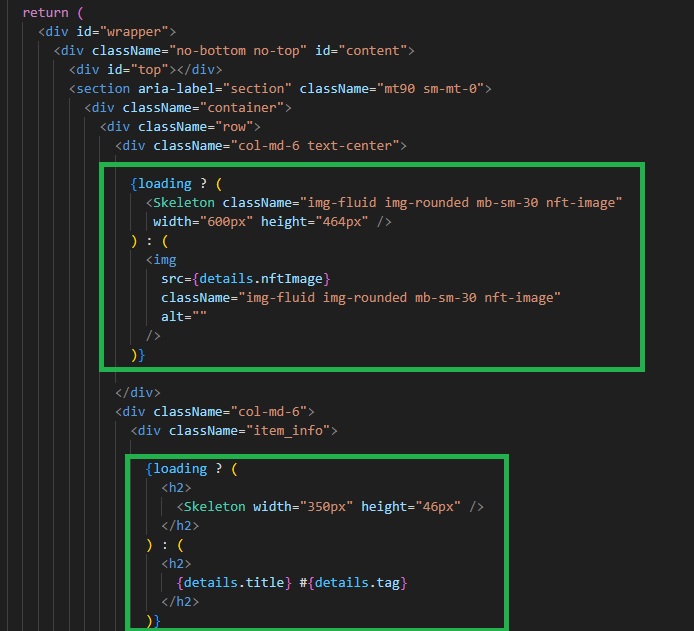 return (
<div id="wrapper">
<div className="no-bottom no-top" id="content">
<div id="top"></div>
<section aria-label="section" className="mt90 sm-mt-0">
<div className="container">
<div className="row">
<div className="col-md-6 text-center">
{loading ? (
<Skeleton className="img-fluid img-rounded mb-sm-30 nft-image"
width="600px" height="464px" />
) : (
<img
src={details.nftImage}
className="img-fluid img-rounded mb-sm-30 nft-image"
alt=""
/>
)}
</div>
<div className="col-md-6">
<div className="item_info">
{loading ? (
<h2>
<Skeleton width="350px" height="46px" />
</h2>
) : (
<h2>
{details.title} #{details.tag}
</h2>
)}